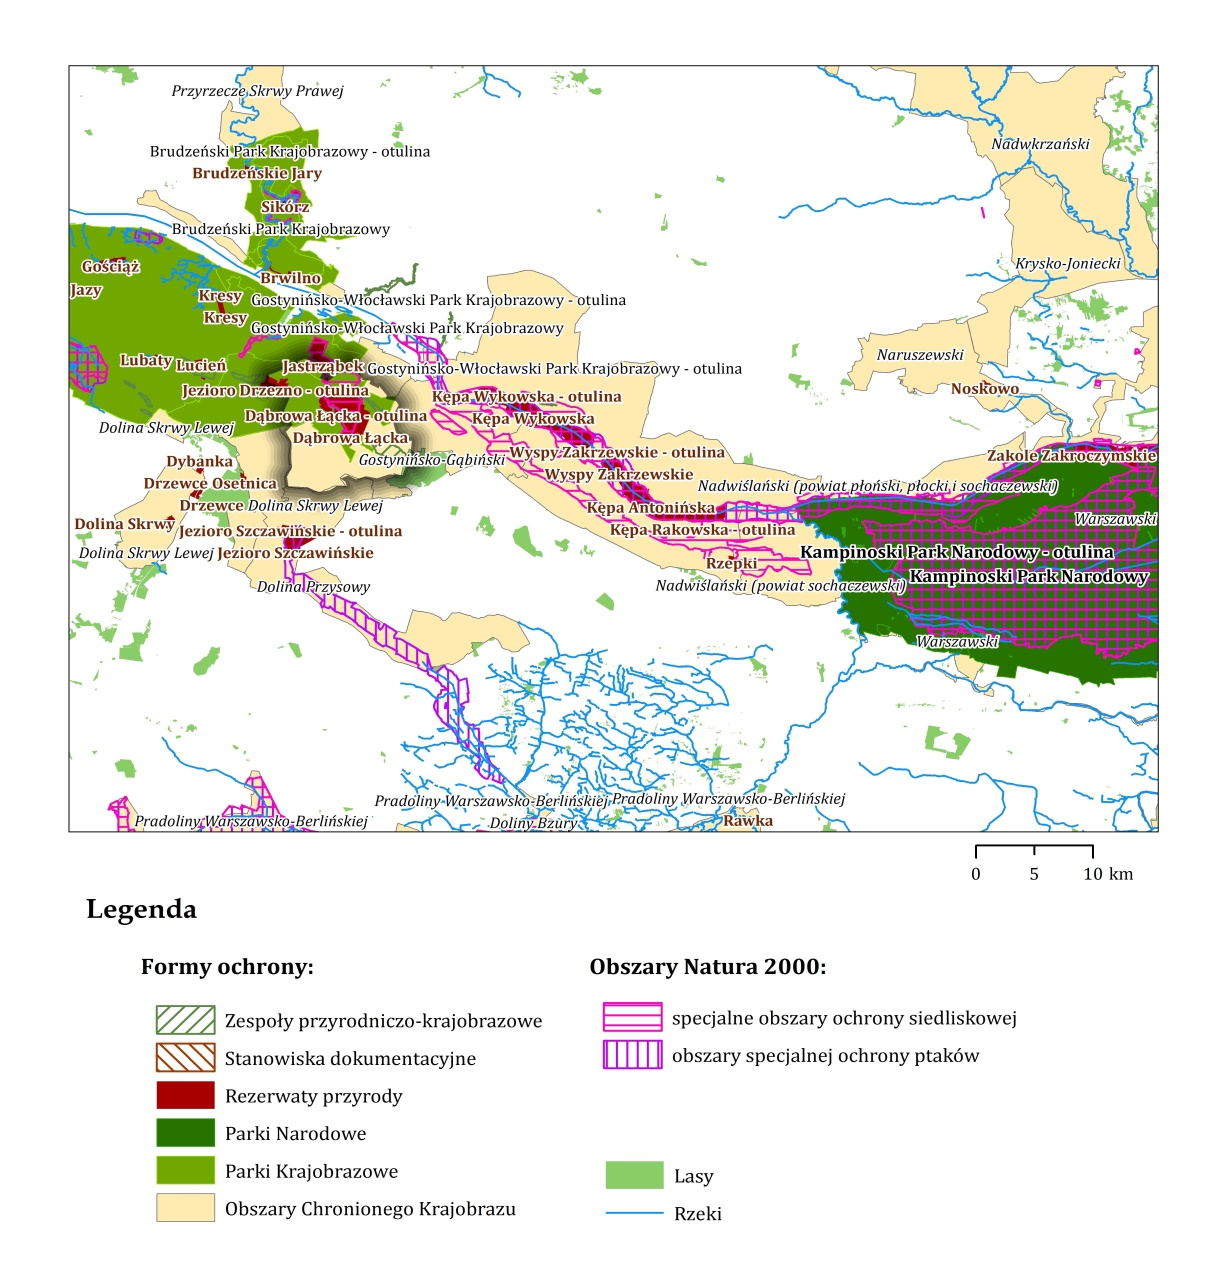 Przyrzecze Skrwy Prawej
Nadwkrzański
Brudzeński Park Krajobrazowy - otulina
Brudzeńskie Jary
Sikórz
Brudzeński Park Krajobrazowy
Gościąż
Krysko-Joniecki
Brwilno
Jazy
Kresy
Gostynińsko-Włocławski Park Krajobrazowy - otulina
Kresy
Gostynińsko-Włocławski Park Krajobrazowy
Naruszewski
Lubaty
Lucień
Jastrząbek
Gostynińsko-Włocławski Park Krajobrazowy - otulina
Jezioro Drzezno - otulina
Noskowo
Kępa Wykowska - otulina
Dąbrowa Łącka - otulina
Kępa Wykowska
Dolina Skrwy Lewej
Dąbrowa Łącka
Wyspy Zakrzewskie - otulina
Zakole Zakroczymskie
Dybanka
Gostynińsko-Gąbiński
Wyspy Zakrzewskie
Drzewce Osetnica
Nadwiślański (powiat płoński, płocki i sochaczewski)
Drzewce
Dolina Skrwy Lewej
Kępa Antonińska
Warszawski
Dolina Skrwy
Jezioro Szczawińskie - otulina
Kępa Rakowska - otulina
Dolina Skrwy Lewej
Jezioro Szczawińskie
Kampinoski Park Narodowy - otulina
Rzepki
Kampinoski Park Narodowy
Dolina Przysowy
Nadwiślański (powiat sochaczewski)
Warszawski
Pradoliny Warszawsko-Berlińskiej
Pradoliny Warszawsko-Berlińskiej
Pradoliny Warszawsko-Berlińskiej
Doliny Bzury
Rawka
0 5 10 km
Legenda
Formy ochrony:
Zespoły przyrodniczo-krajobrazowe
Stanowiska dokumentacyjne
Rezerwaty przyrody
Parki Narodowe
Parki Krajobrazowe
Obszary Chronionego Krajobrazu
Obszary Natura 2000:
specjalne obszary ochrony siedliskowej
obszary specjalnej ochrony ptaków
Lasy
Rzeki